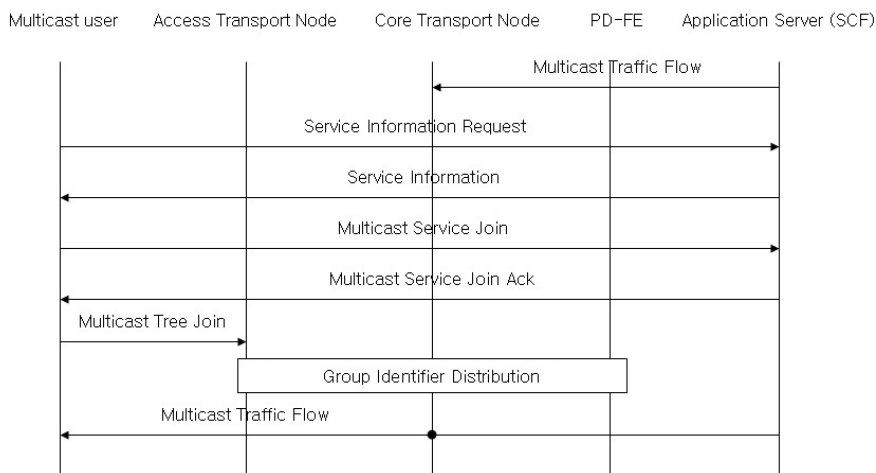 Multicast user
Access Transport Node
Core Transport Node
PD-FE
Application Server (SCF)
Multicast Traffic Flow
Service Information Request
Service Information
Multicast Service Join
Multicast Service Join Ack
Multicast Tree Join
Group Identifier Distribution
Multicast Traffic Flow